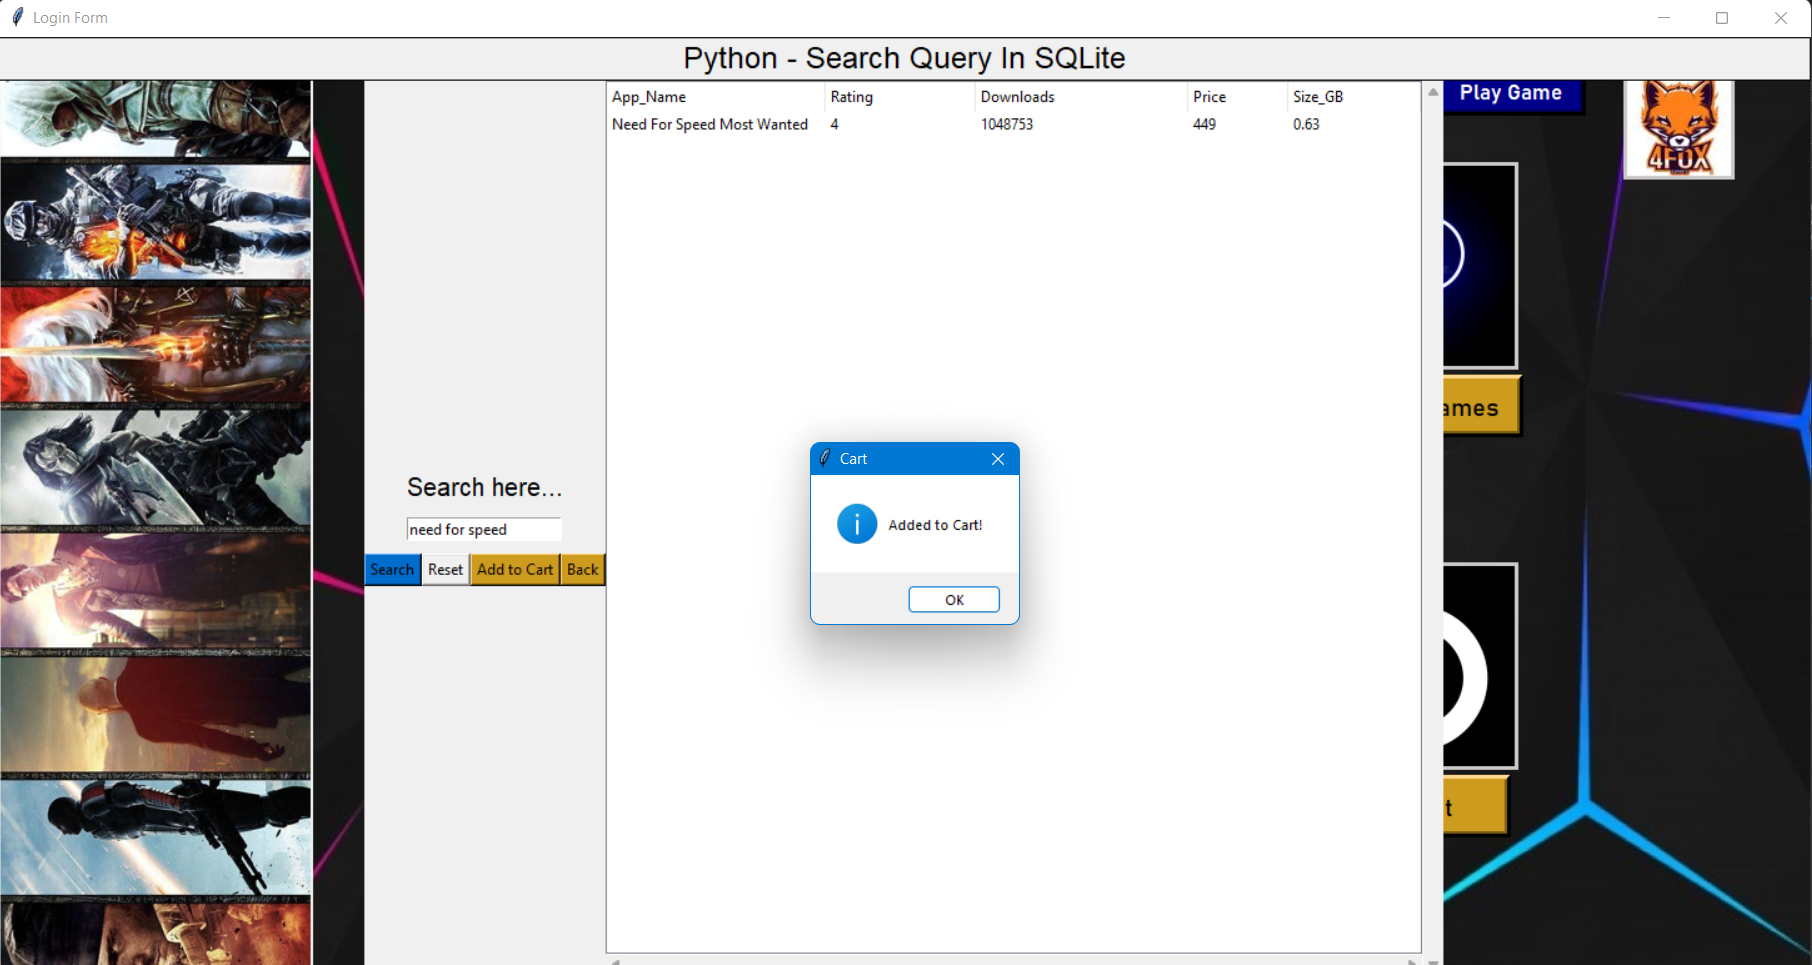 Login Form
Python - Search Query In SQLite
App_Name Rating Downloads Price Size_GB
Need For Speed Most Wanted 4 1048753 449 0.63
Play Game
4FOX
ames
Cart
Added to Cart!
OK
Search here...
need for speed
Search Reset Add to Cart Back
t